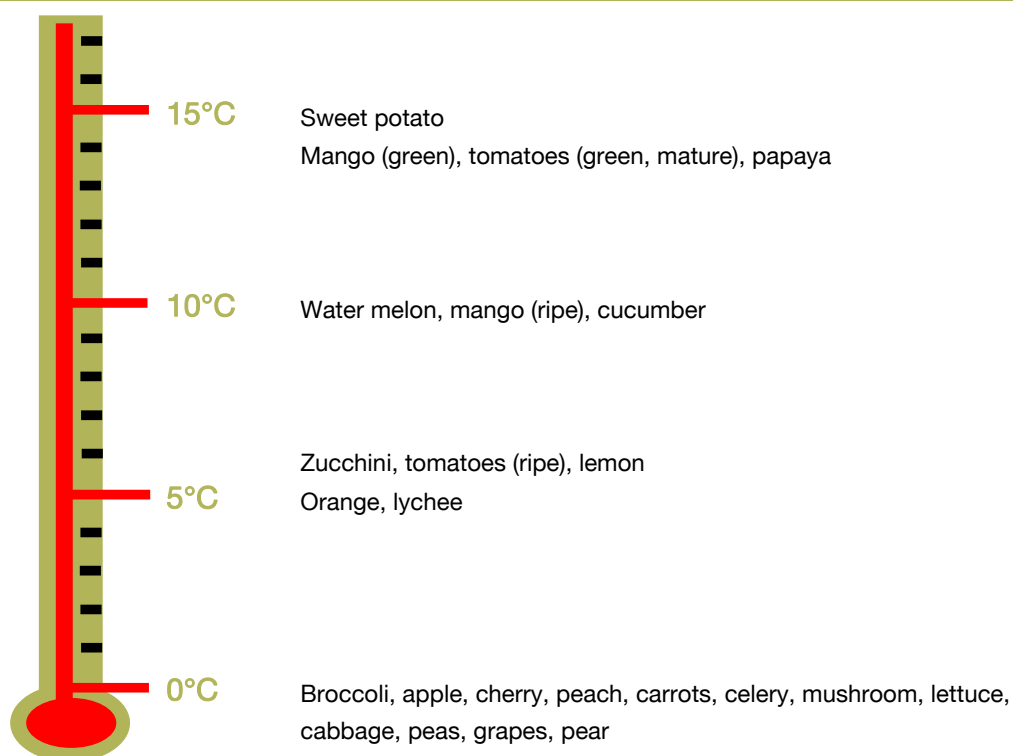 15°C
Sweet potato
Mango (green), tomatoes (green, mature), papaya
10°C
Water melon, mango (ripe), cucumber
Zucchini, tomatoes (ripe), lemon
5°C
Orange, lychee
0°C
Broccoli, apple, cherry, peach, carrots, celery, mushroom, lettuce,
cabbage, peas, grapes, pear